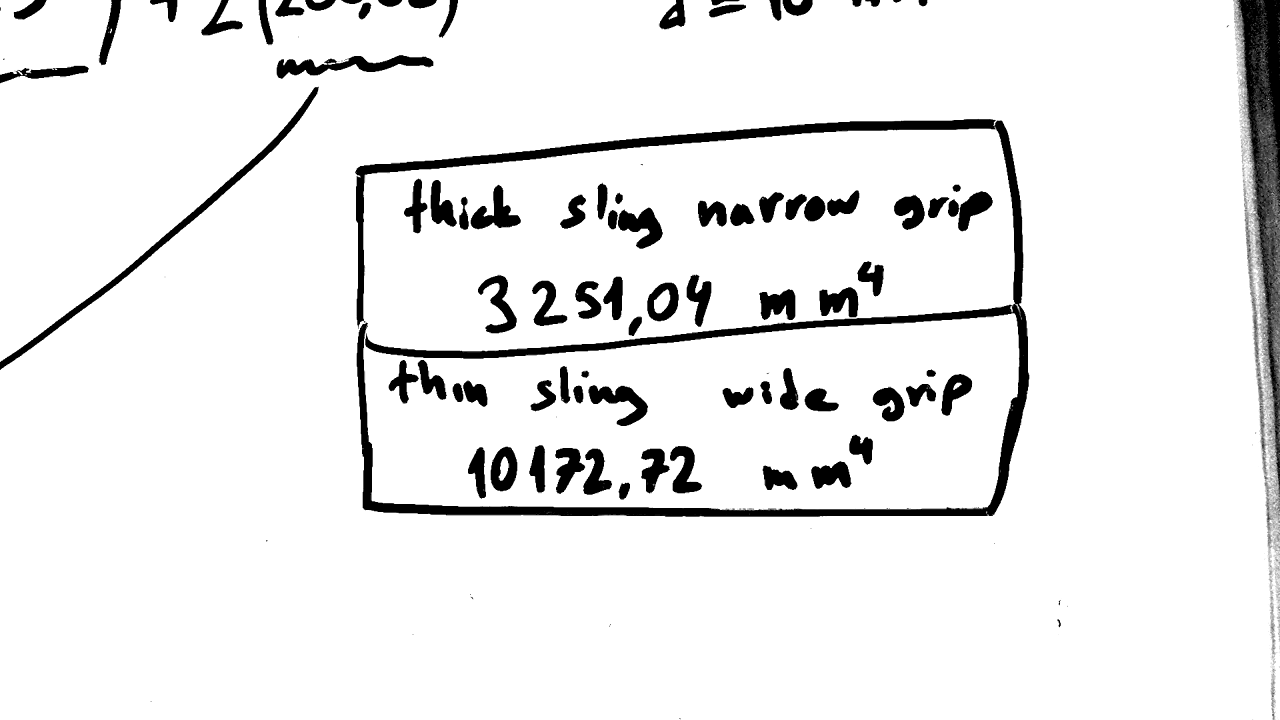 thick sling narrow grip
3251,04 mm⁴
thin sling wide grip
10172,72 mm⁴